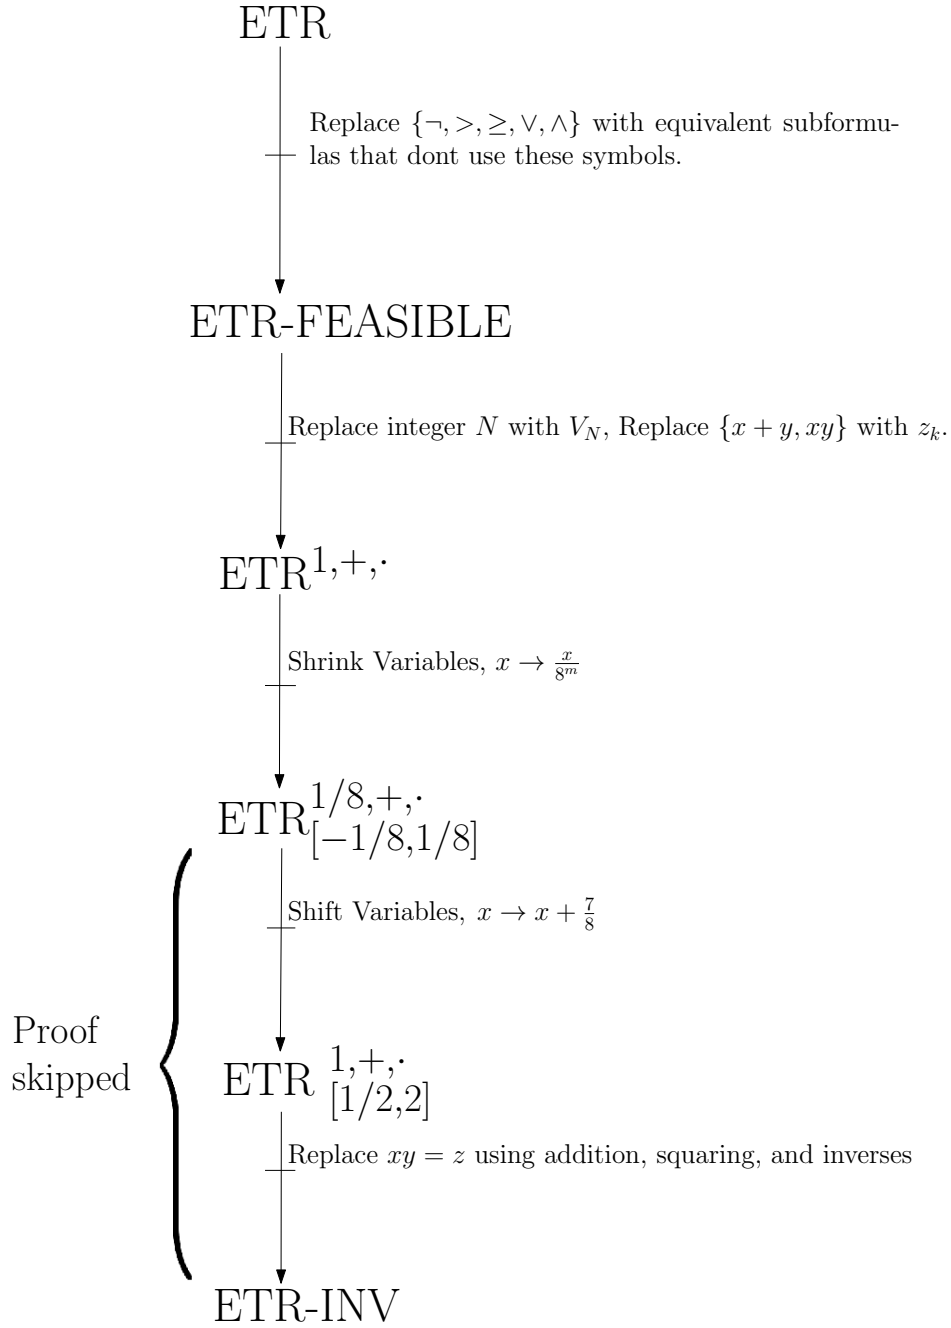 ETR
Replace {¬, >, ≥, ∨, ∧} with equivalent subformu-
las that dont use these symbols.
ETR-FEASIBLE
Replace integer N with V_N, Replace {x + y, xy} with z_k.
ETR^{1,+,·}
Shrink Variables, x → x/8^m
ETR^{1/8,+,·}_{[−1/8,1/8]}
Shift Variables, x → x + 7/8
Proof
skipped
ETR^{1,+,·}_{[1/2,2]}
Replace xy = z using addition, squaring, and inverses
ETR-INV